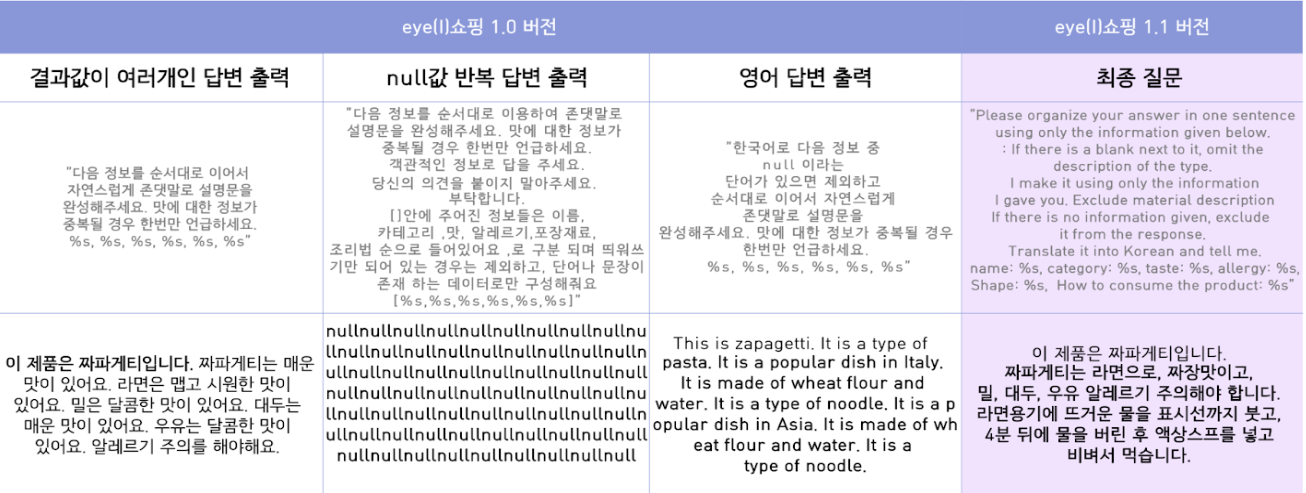 eye(I)쇼핑 1.0 버전
eye(I)쇼핑 1.1 버전
결과값이 여러개인 답변 출력
null값 반복 답변 출력
영어 답변 출력
최종 질문
"다음 정보를 순서대로 이어서
자연스럽게 존댓말로 설명문을
완성해주세요. 맛에 대한 정보가
중복될 경우 한번만 언급하세요.
%s, %s, %s, %s, %s, %s"
"다음 정보를 순서대로 이용하여 존댓말로
설명문을 완성해주세요. 맛에 대한 정보가
중복될 경우 한번만 언급하세요.
객관적인 정보로 답을 주세요.
당신의 의견을 붙이지 말아주세요.
부탁합니다.
[]안에 주어진 정보들은 이름,
카테고리 ,맛, 알레르기,포장재료,
조리법 순으로 들어있어요 ,로 구분 되며 띄워쓰
기만 되어 있는 경우는 제외하고, 단어나 문장이
존재 하는 데이터로만 구성해줘요
[%s,%s,%s,%s,%s,%s]"
"한국어로 다음 정보 중
null 이라는
단어가 있으면 제외하고
순서대로 이어서 자연스럽게
존댓말로 설명문을
완성해주세요. 맛에 대한 정보가 중복될 경우
한번만 언급하세요.
%s, %s, %s, %s, %s, %s"
"Please organize your answer in one sentence
using only the information given below.
: If there is a blank next to it, omit the
description of the type.
I make it using only the information
I gave you. Exclude material description
If there is no information given, exclude
it from the response.
Translate it into Korean and tell me.
name: %s, category: %s, taste: %s, allergy: %s,
Shape: %s, How to consume the product: %s"
이 제품은 짜파게티입니다. 짜파게티는 매운
맛이 있어요. 라면은 맵고 시원한 맛이
있어요. 밀은 달콤한 맛이 있어요. 대두는
매운 맛이 있어요. 우유는 달콤한 맛이
있어요. 알레르기 주의를 해야해요.
nullnullnullnullnullnullnullnullnullnullnu
llnullnullnullnullnullnullnullnullnullnulln
ullnullnullnullnullnullnullnullnullnullnull
nullnullnullnullnullnullnullnullnullnullnu
llnullnullnullnullnullnullnullnullnullnulln
ullnullnullnullnullnullnullnullnullnullnull
nullnullnullnullnullnullnullnullnullnull
This is zapagetti. It is a type of
pasta. It is a popular dish in Italy.
It is made of wheat flour and
water. It is a type of noodle. It is a p
opular dish in Asia. It is made of wh
eat flour and water. It is a
type of noodle.
이 제품은 짜파게티입니다.
짜파게티는 라면으로, 짜장맛이고,
밀, 대두, 우유 알레르기 주의해야 합니다.
라면용기에 뜨거운 물을 표시선까지 붓고,
4분 뒤에 물을 버린 후 액상스프를 넣고
비벼서 먹습니다.